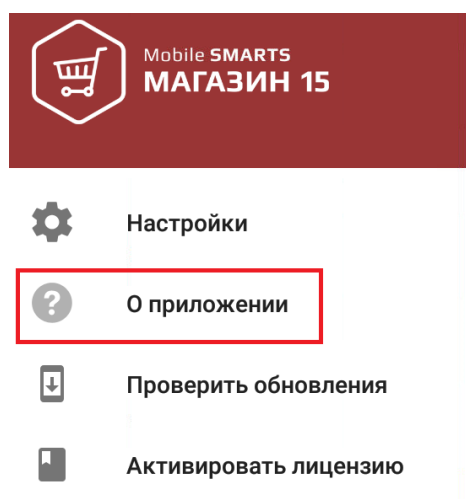 Mobile SMARTS
МАГАЗИН 15
Настройки
О приложении
Проверить обновления
Активировать лицензию